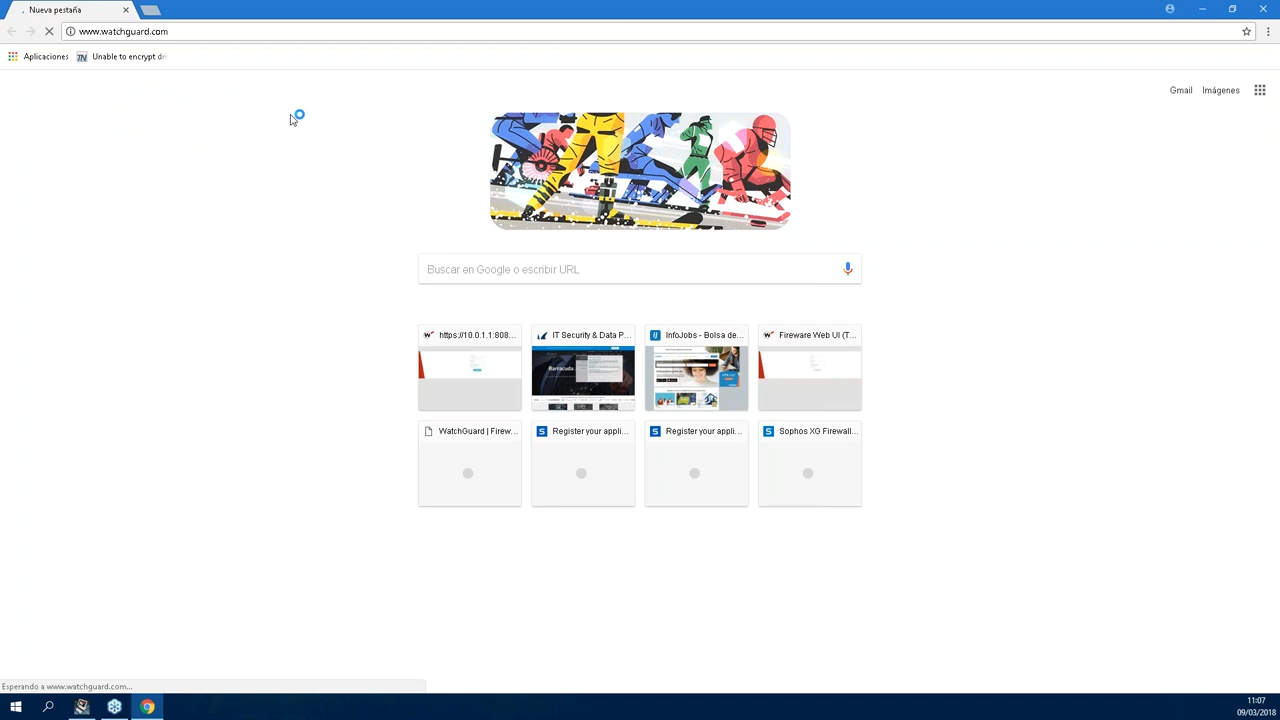 Nueva pestaña
www.watchguard.com
Aplicaciones
Unable to encrypt dri
Gmail
Imágenes
Buscar en Google o escribir URL
https://10.0.1.1:808...
IT Security & Data P...
InfoJobs - Bolsa de...
Fireware Web UI (T...
Barracuda
WatchGuard | Firew...
Register your appli...
Register your appli...
Sophos XG Firewall...
Esperando a www.watchguard.com...
11:07
09/03/2018